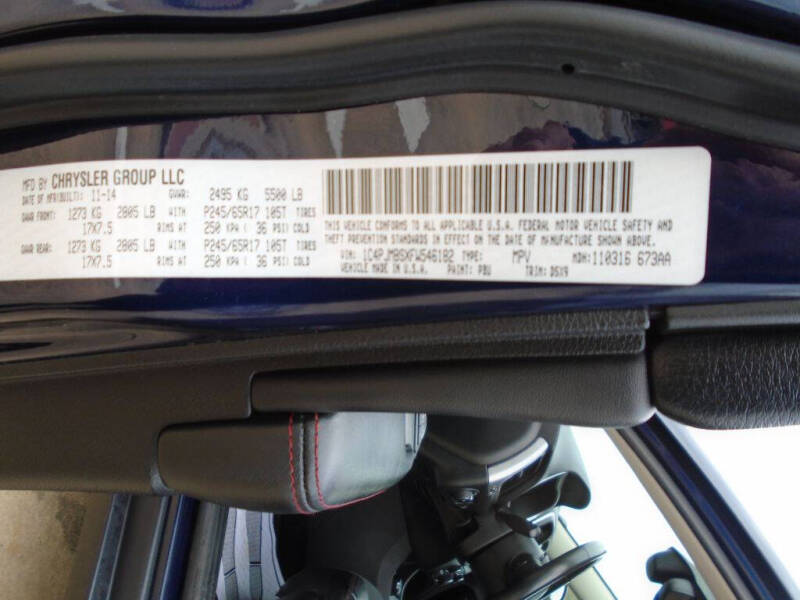 MFD BY CHRYSLER GROUP LLC
DATE OF MFR(BUILT): 11-14 GVWR: 2495 KG 5500 LB
GAWR FRONT: 1273 KG 2805 LB WITH P245/65R17 105T TIRES
17X7.5 RIMS AT 250 KPA ( 36 PSI) COLD
GAWR REAR: 1273 KG 2805 LB WITH P245/65R17 105T TIRES
17X7.5 RIMS AT 250 KPA ( 36 PSI) COLD
THIS VEHICLE CONFORMS TO ALL APPLICABLE U.S.A. FEDERAL MOTOR VEHICLE SAFETY AND
THEFT PREVENTION STANDARDS IN EFFECT ON THE DATE OF MANUFACTURE SHOWN ABOVE.
VIN: 1C4PJMBSXFW546182 TYPE: MPV MDH: 110316 673AA
MADE IN U.S.A. PAINT: PBU TRIM: D5X9